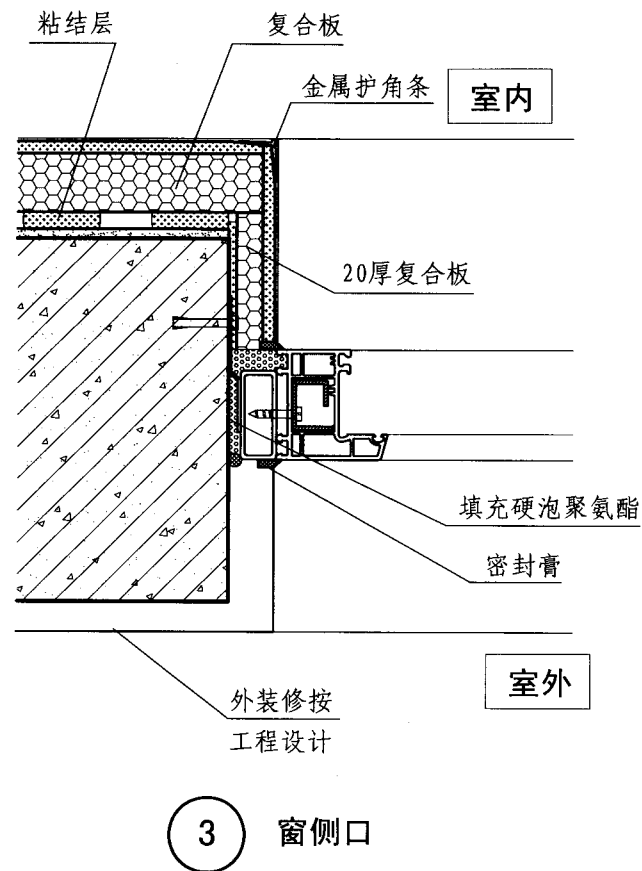 粘结层
复合板
金属护角条
室内
20厚复合板
填充硬泡聚氨酯
密封膏
室外
外装修按
工程设计
3 窗侧口